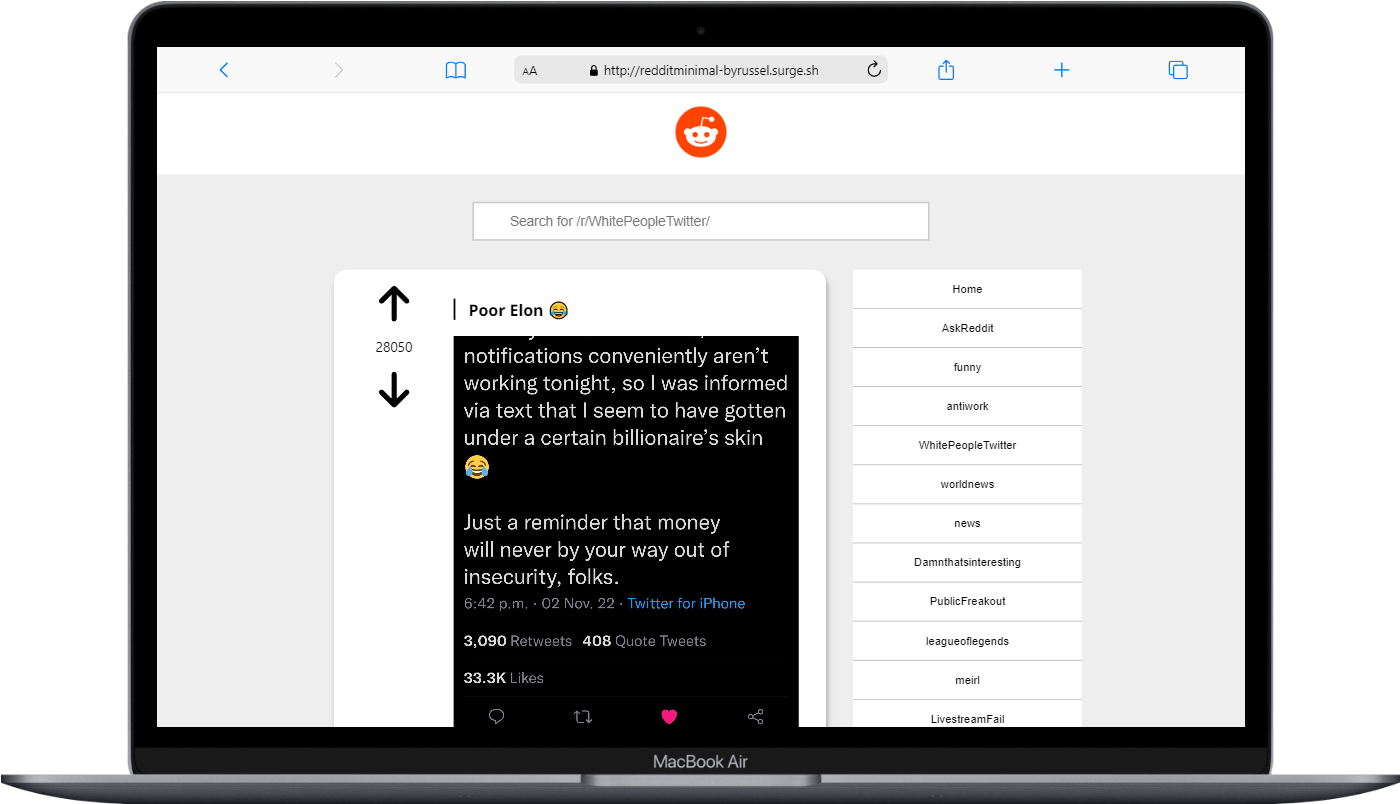 AA http://redditminimal-byrussel.surge.sh
Search for /r/WhitePeopleTwitter/
Poor Elon 😂
28050
notifications conveniently aren’t
working tonight, so I was informed
via text that I seem to have gotten
under a certain billionaire’s skin
😂
Just a reminder that money
will never by your way out of
insecurity, folks.
6:42 p.m. · 02 Nov. 22 · Twitter for iPhone
3,090 Retweets 408 Quote Tweets
33.3K Likes
Home
AskReddit
funny
antiwork
WhitePeopleTwitter
worldnews
news
Damnthatsinteresting
PublicFreakout
leagueoflegends
meirl
LivestreamFail
MacBook Air